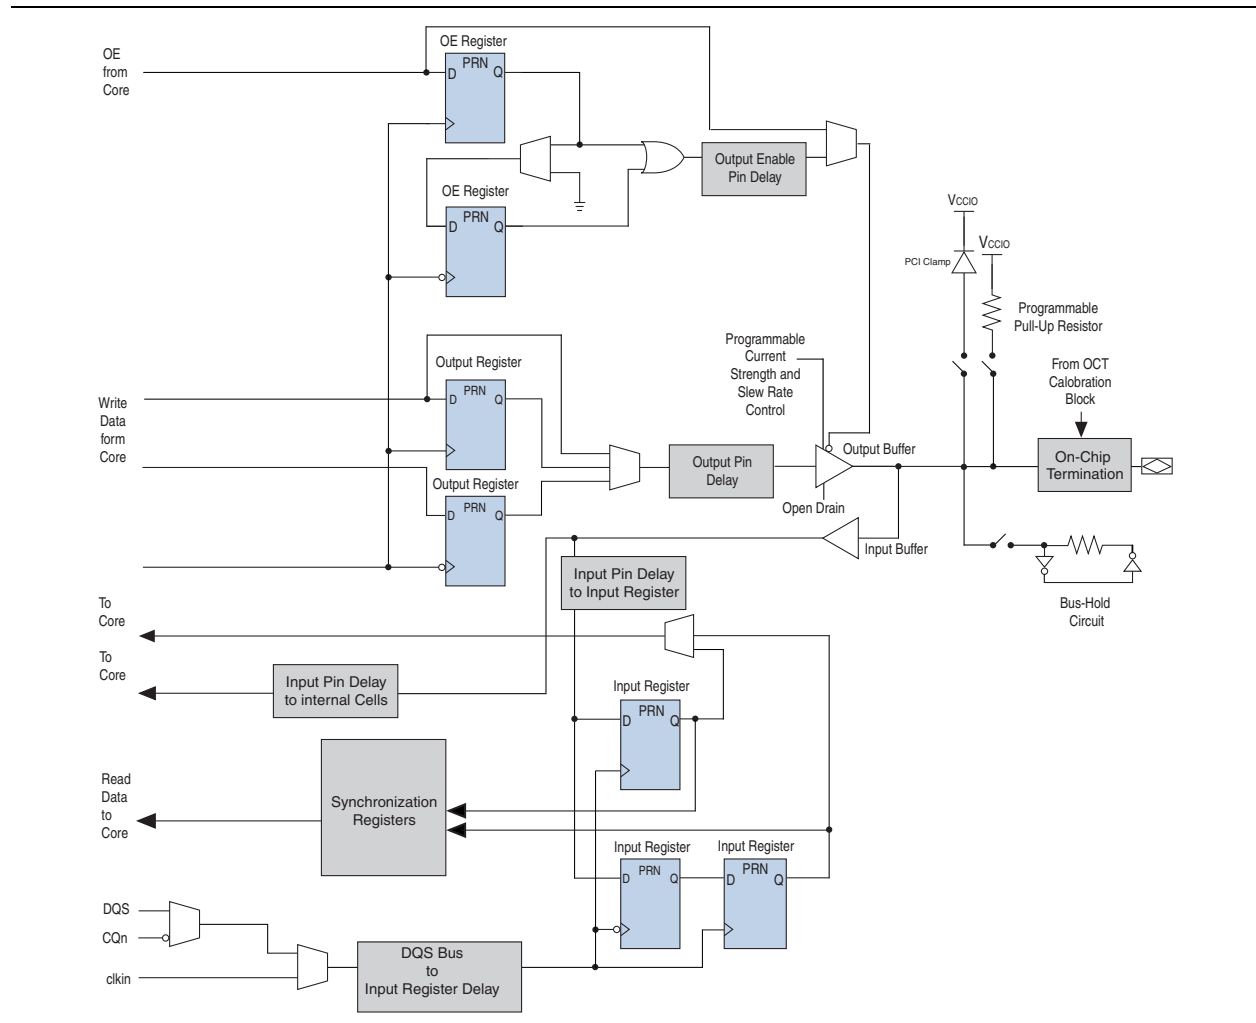 OE Register
OE
from
Core
PRN
D
Q
Output Enable
Pin Delay
OE Register
PRN
D
Q
VCCIO
VCCIO
PCI Clamp
Programmable
Pull-Up Resistor
Programmable
Current
Strength and
Slew Rate
Control
Output Register
PRN
D
Q
From OCT
Calobration
Block
Write
Data
form
Core
Output Buffer
On-Chip
Termination
Output Pin
Delay
Output Register
PRN
D
Q
Open Drain
Input Buffer
Input Pin Delay
to Input Register
Bus-Hold
Circuit
To
Core
To
Core
Input Pin Delay
to internal Cells
Input Register
PRN
D
Q
Read
Data
to
Core
Synchronization
Registers
Input Register
PRN
D
Q
Input Register
PRN
D
Q
DQS
CQn
clkin
DQS Bus
to
Input Register Delay